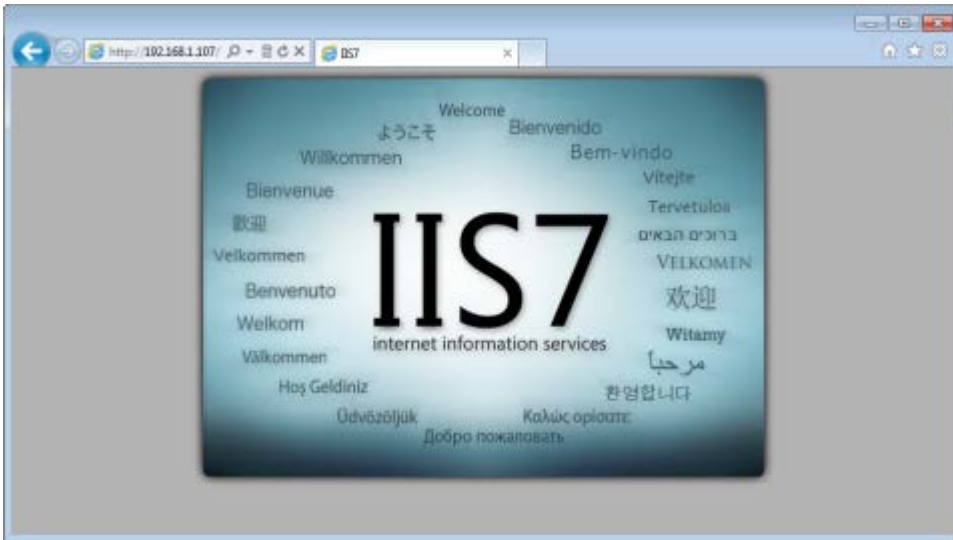 http://192.168.1.107/
IIS7
Welcome
ようこそ
Bienvenido
Willkommen
Bem-vindo
Vítejte
Bienvenue
Tervetuloa
歡迎
ברוכים הבאים
Velkommen
VELKOMEN
Benvenuto
欢迎
IIS7
Welkom
Witamy
internet information services
Välkommen
مرحباً
Hoş Geldiniz
환영합니다
Üdvözöljük
Καλώς ορίσατε
Добро пожаловать